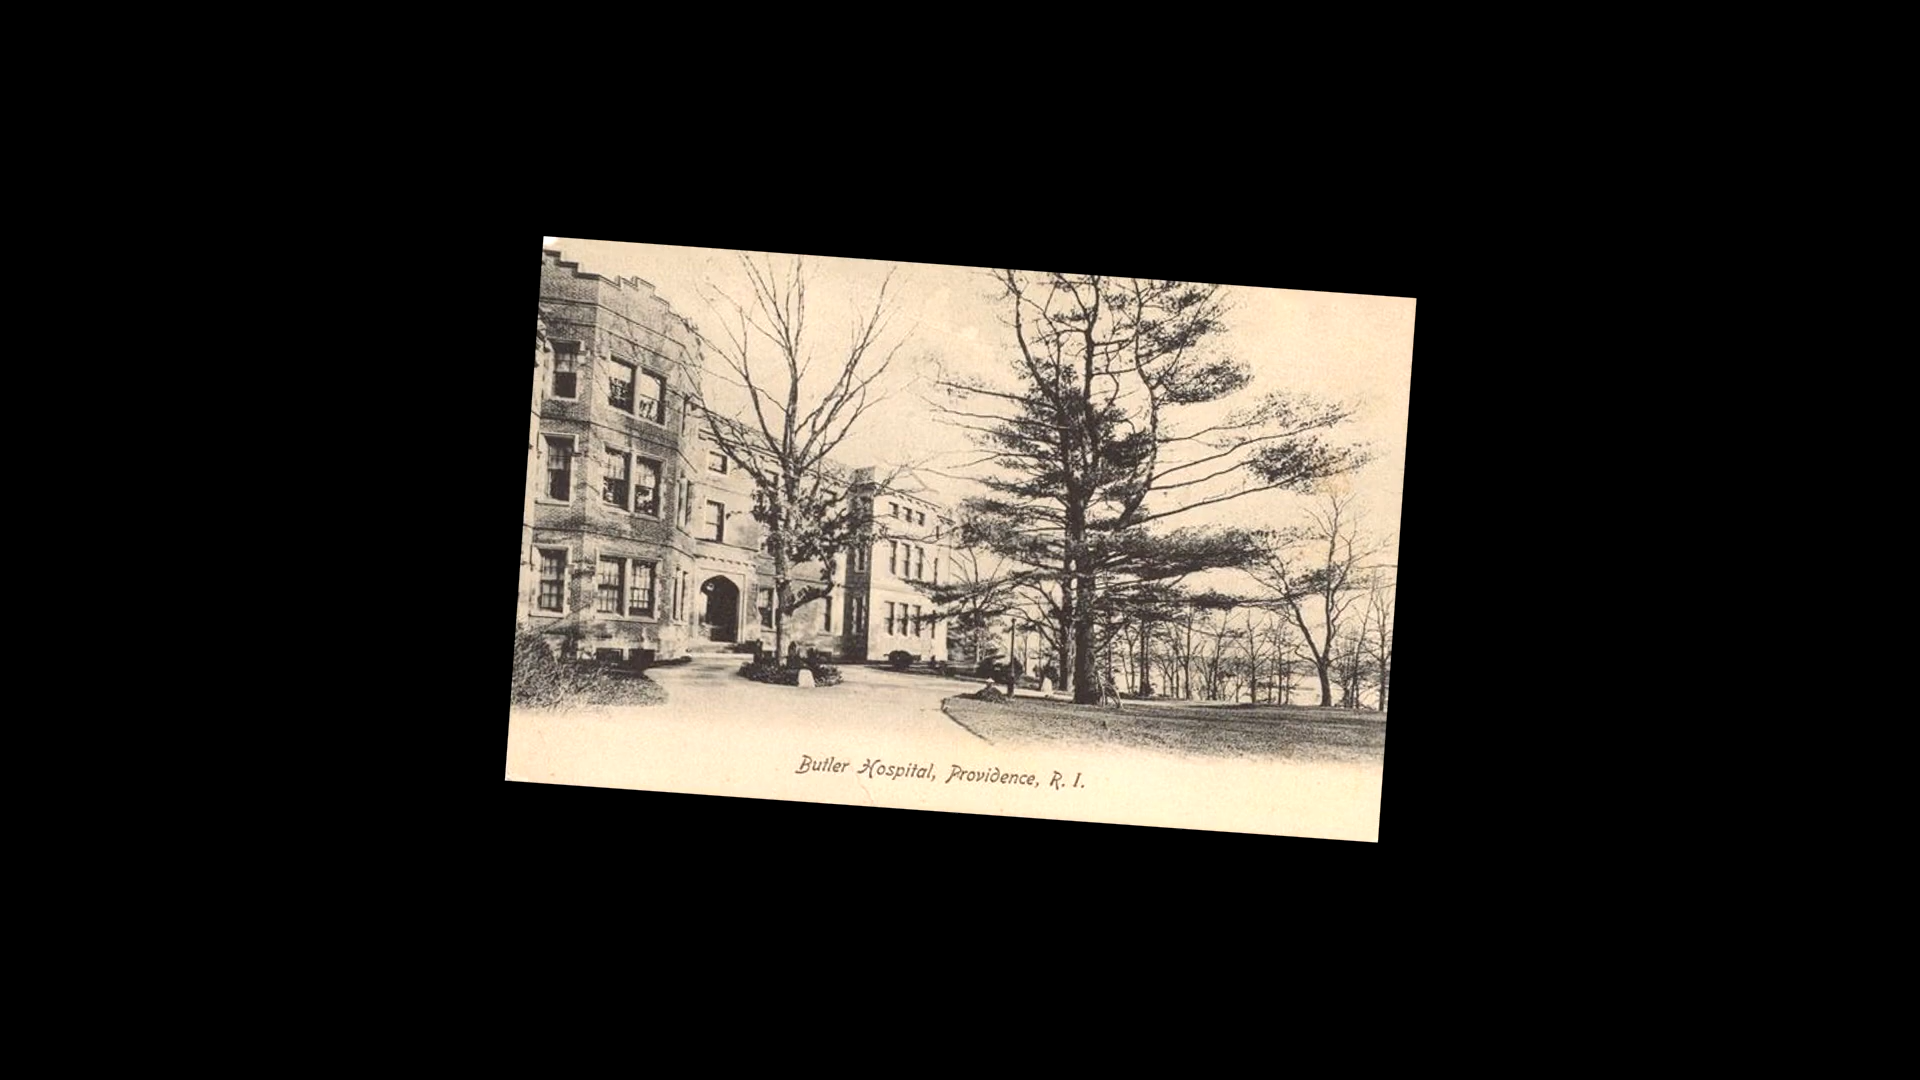 Butler Hospital, Providence, R. I.